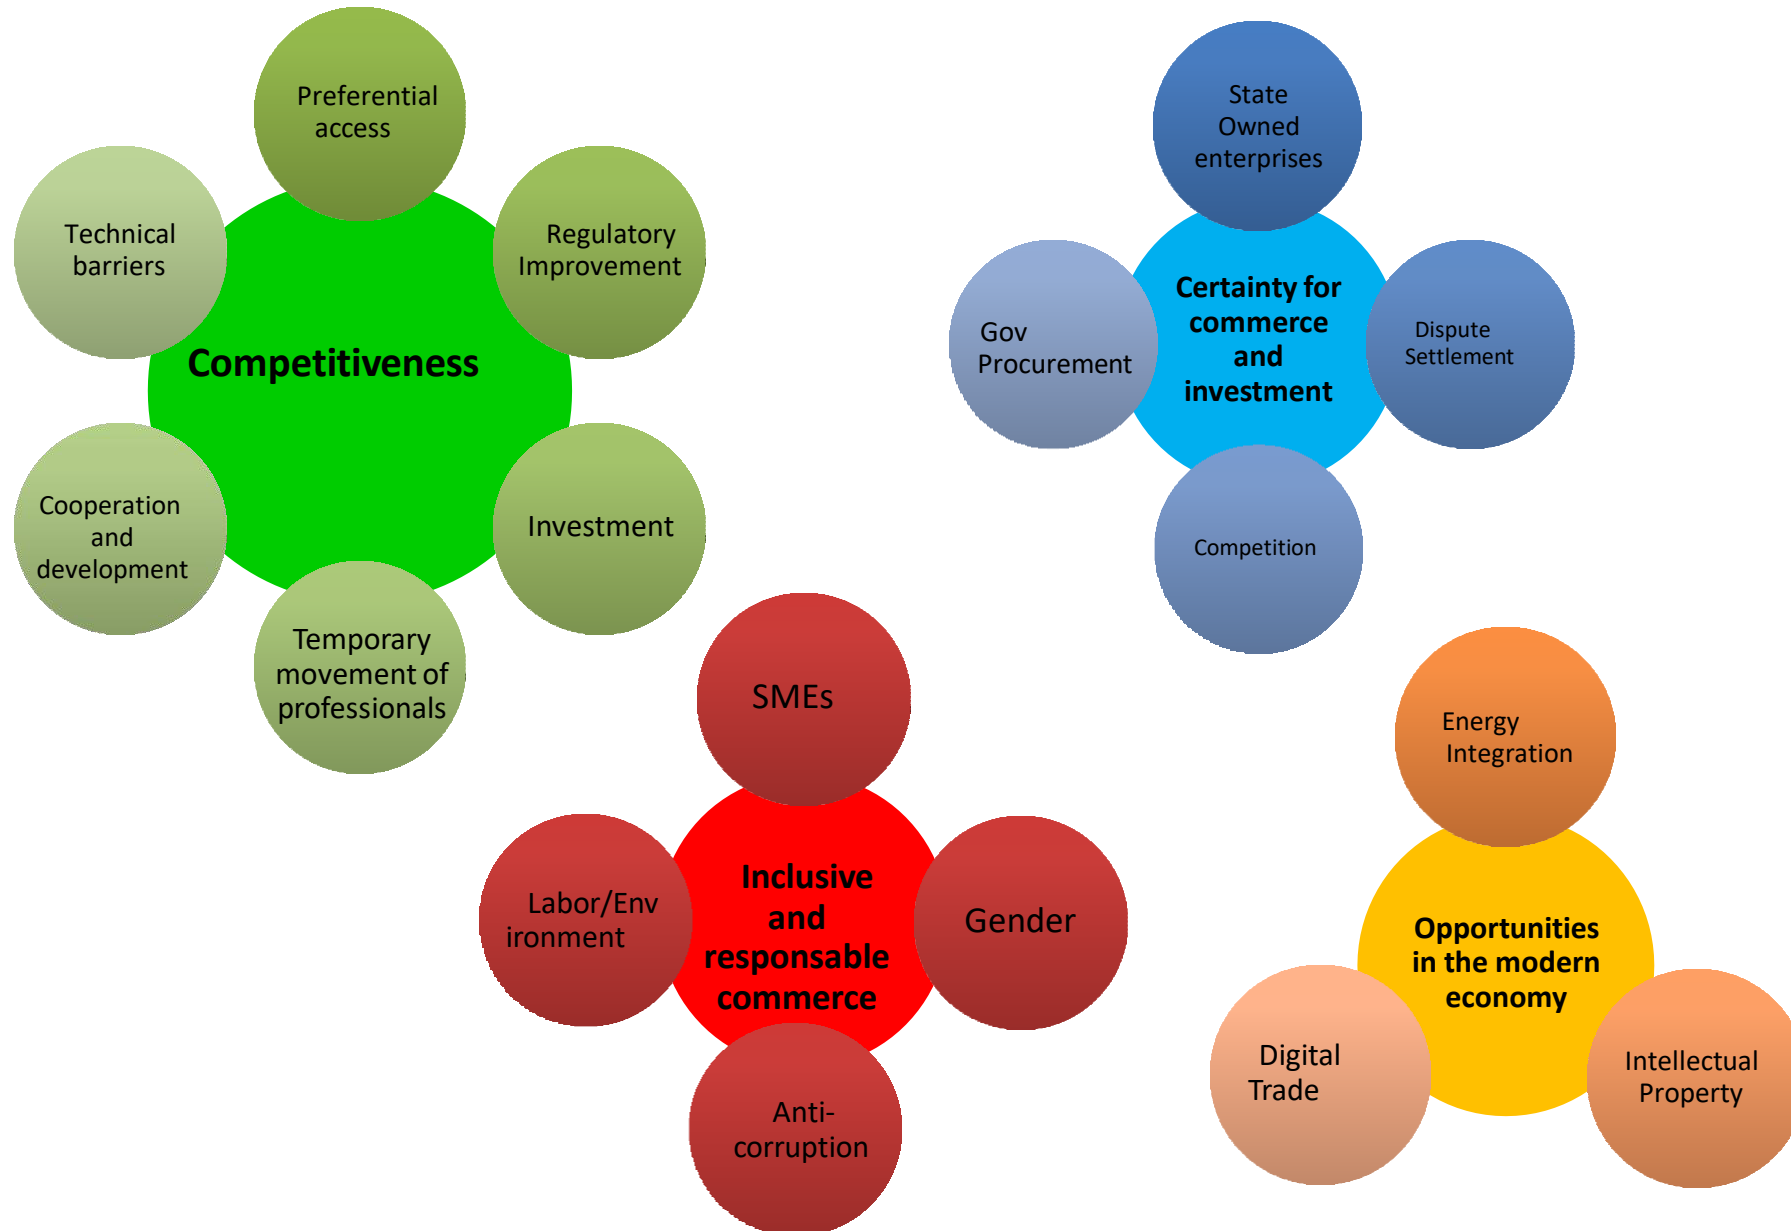 Preferential
access
Technical
barriers
Regulatory
Improvement
Competitiveness
Cooperation
and
development
Investment
Temporary
movement of
professionals
State
Owned
enterprises
Gov
Procurement
Certainty for
commerce
and
investment
Dispute
Settlement
Competition
SMEs
Labor/Env
ironment
Inclusive
and
responsable
commerce
Gender
Anti-
corruption
Energy
Integration
Opportunities
in the modern
economy
Digital
Trade
Intellectual
Property